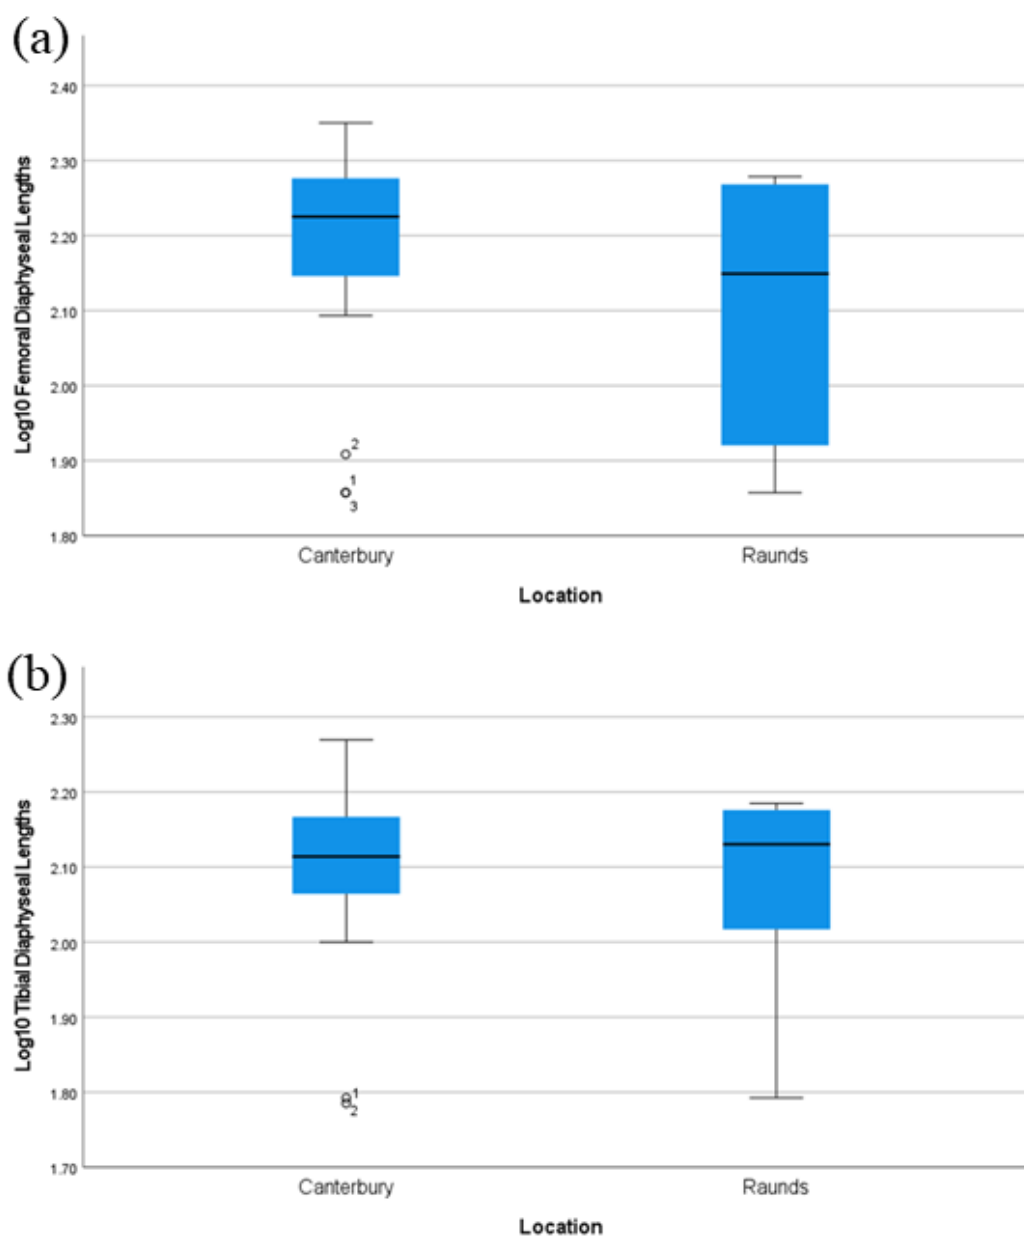 (a)
Log10 Femoral Diaphyseal Lengths
2.40
2.30
2.20
2.10
2.00
1.90
1.80
2
1
3
Canterbury Raunds
Location
(b)
Log10 Tibial Diaphyseal Lengths
2.30
2.20
2.10
2.00
1.90
1.80
1.70
1
2
Canterbury Raunds
Location